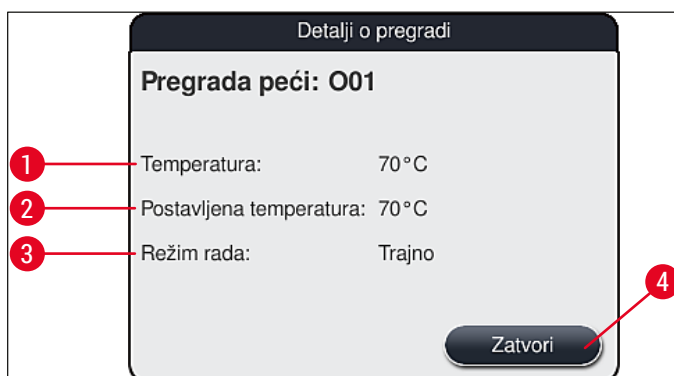 Detalji o pregradi
Pregrada peći: O01
1 Temperatura: 70°C
2 Postavljena temperatura: 70°C
3 Režim rada: Trajno
4
Zatvori